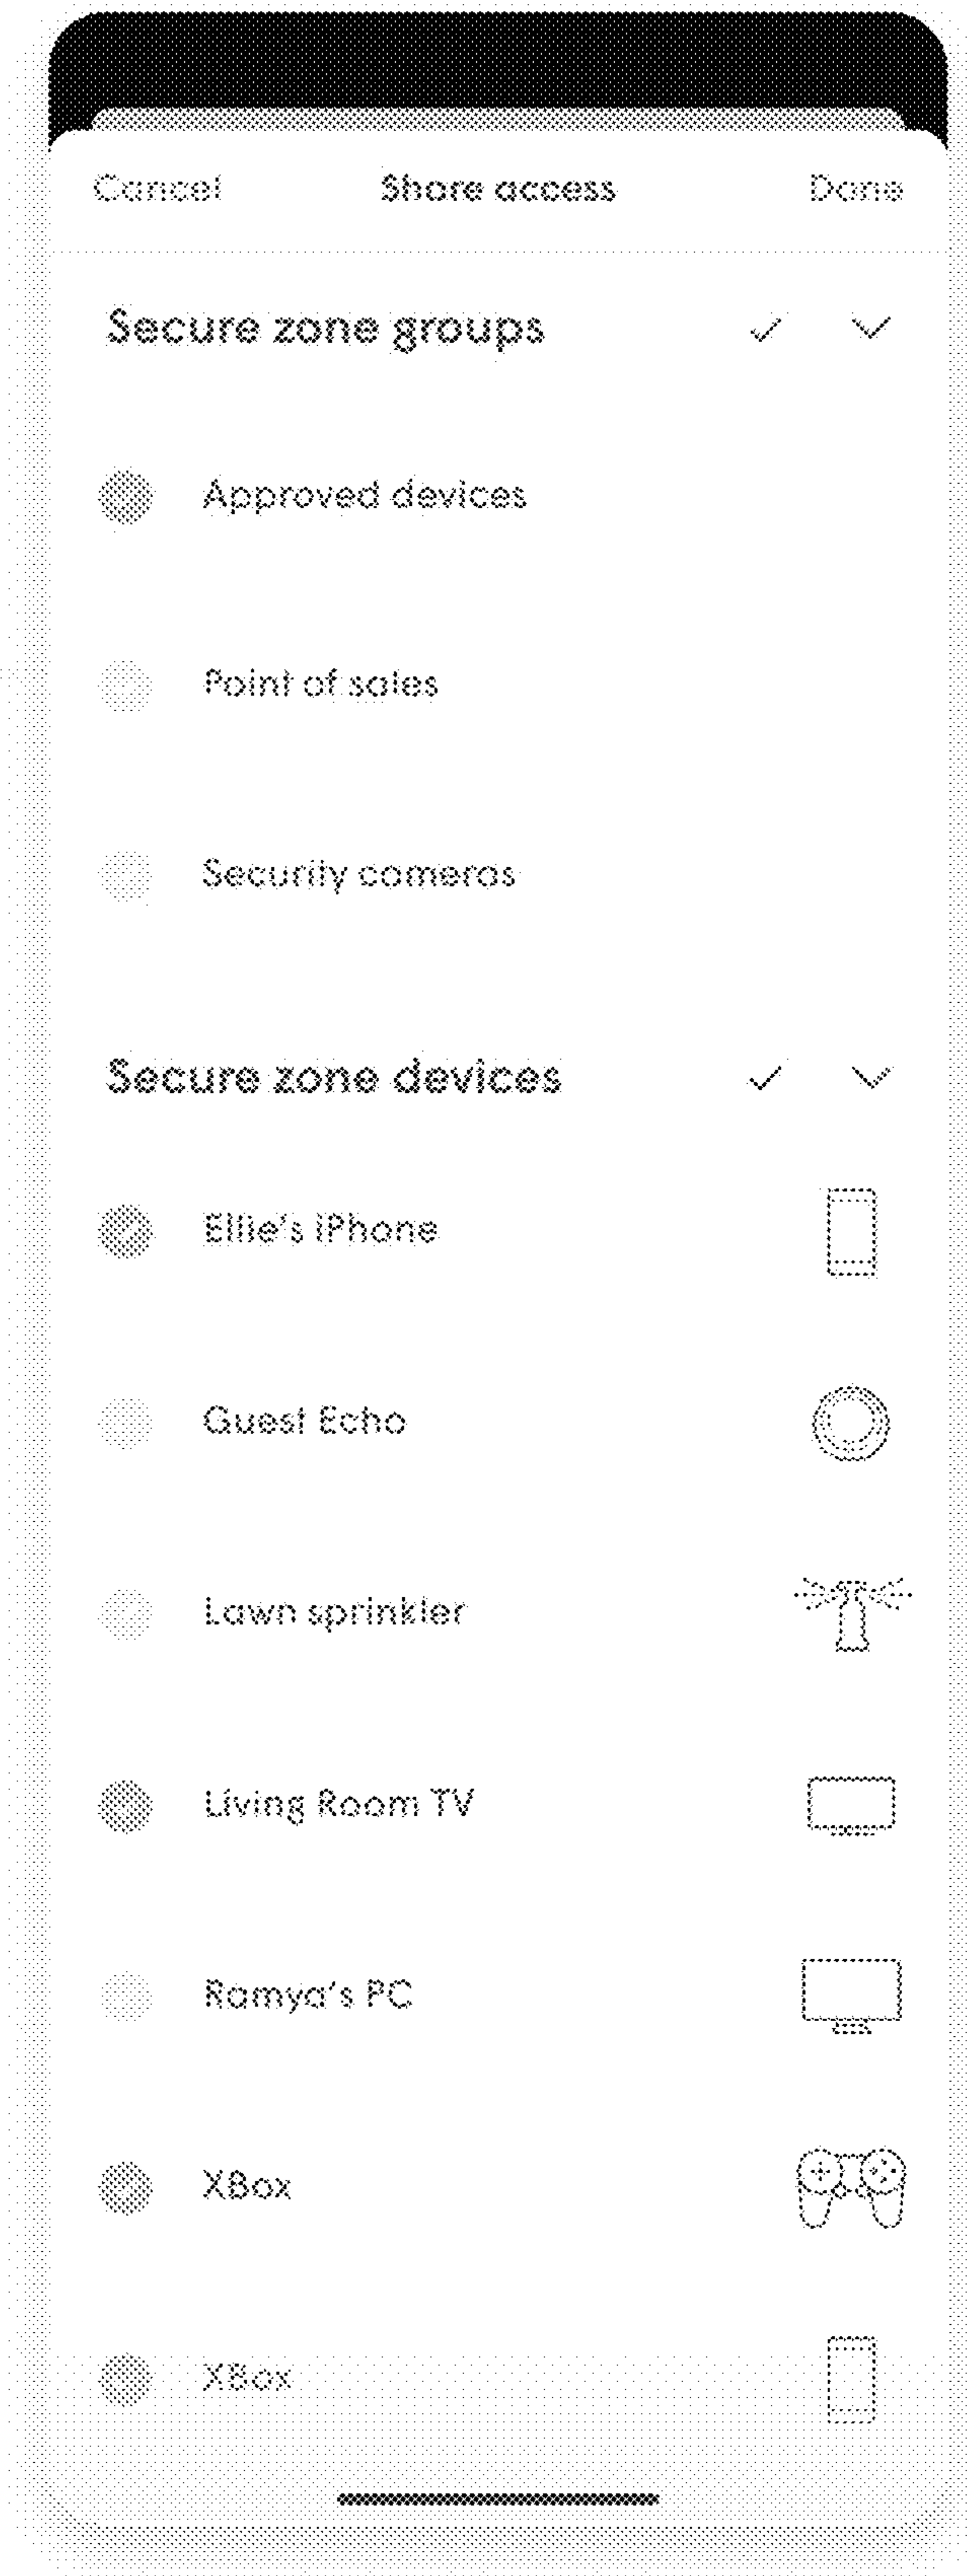 Cancel Share access Done
Secure zone groups
Approved devices
Point of sales
Security cameras
Secure zone devices
Ellie's iPhone
Guest Echo
Lawn sprinkler
Living Room TV
Ramya's PC
XBox
XBox